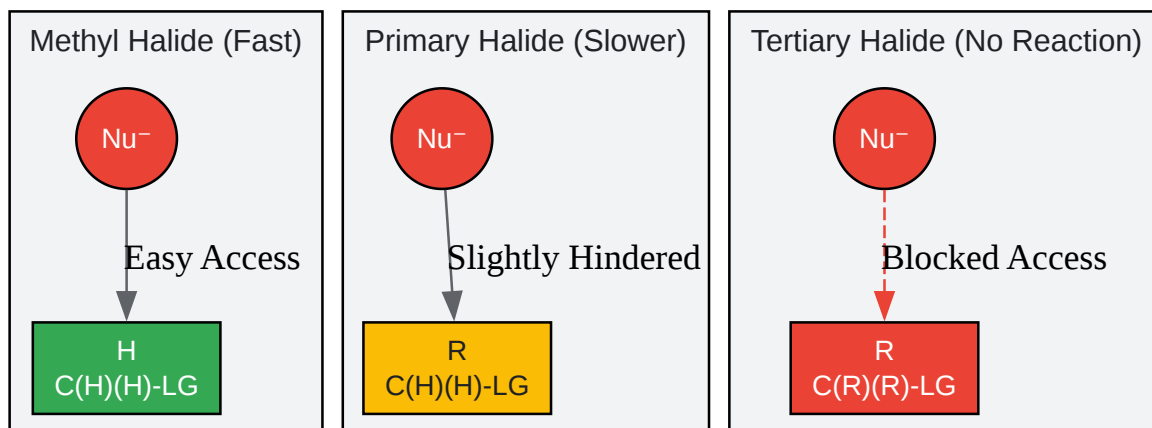 Methyl Halide (Fast)
Nu⁻
Easy Access
H
C(H)(H)-LG
Primary Halide (Slower)
Nu⁻
Slightly Hindered
R
C(H)(H)-LG
Tertiary Halide (No Reaction)
Nu⁻
Blocked Access
R
C(R)(R)-LG